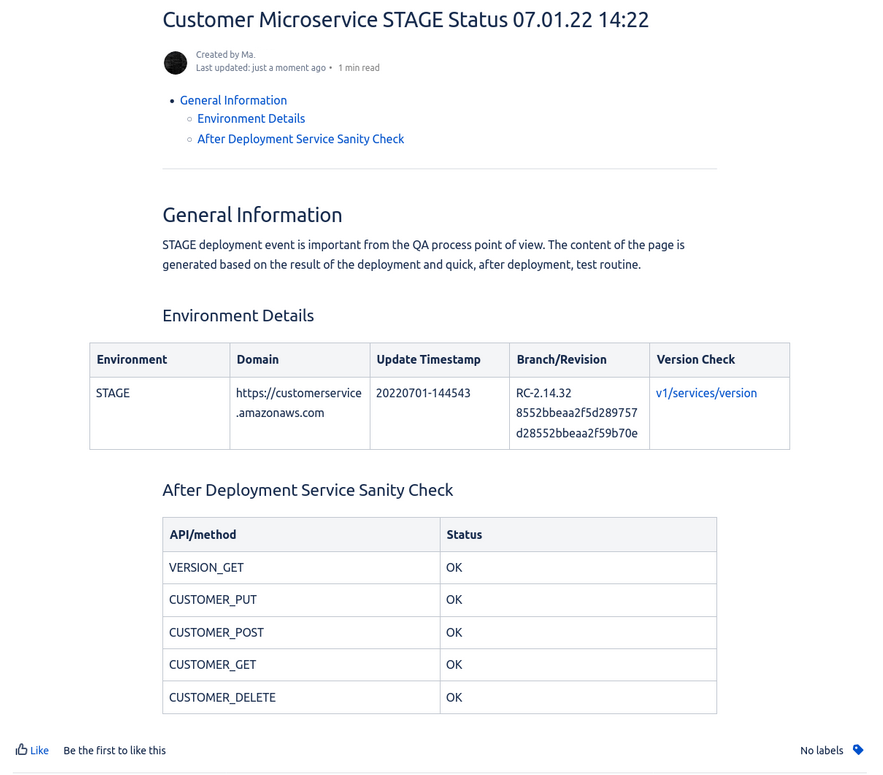 Customer Microservice STAGE Status 07.01.22 14:22
Created by Ma.
Last updated: just a moment ago • 1 min read
• General Information
○ Environment Details
○ After Deployment Service Sanity Check
General Information
STAGE deployment event is important from the QA process point of view. The content of the page is
generated based on the result of the deployment and quick, after deployment, test routine.
Environment Details
Environment Domain Update Timestamp Branch/Revision Version Check
STAGE https://customerservice 20220701-144543 RC-2.14.32 v1/services/version
.amazonaws.com 8552bbeaa2f5d289757
d28552bbeaa2f59b70e
After Deployment Service Sanity Check
API/method Status
VERSION_GET OK
CUSTOMER_PUT OK
CUSTOMER_POST OK
CUSTOMER_GET OK
CUSTOMER_DELETE OK
Like Be the first to like this No labels